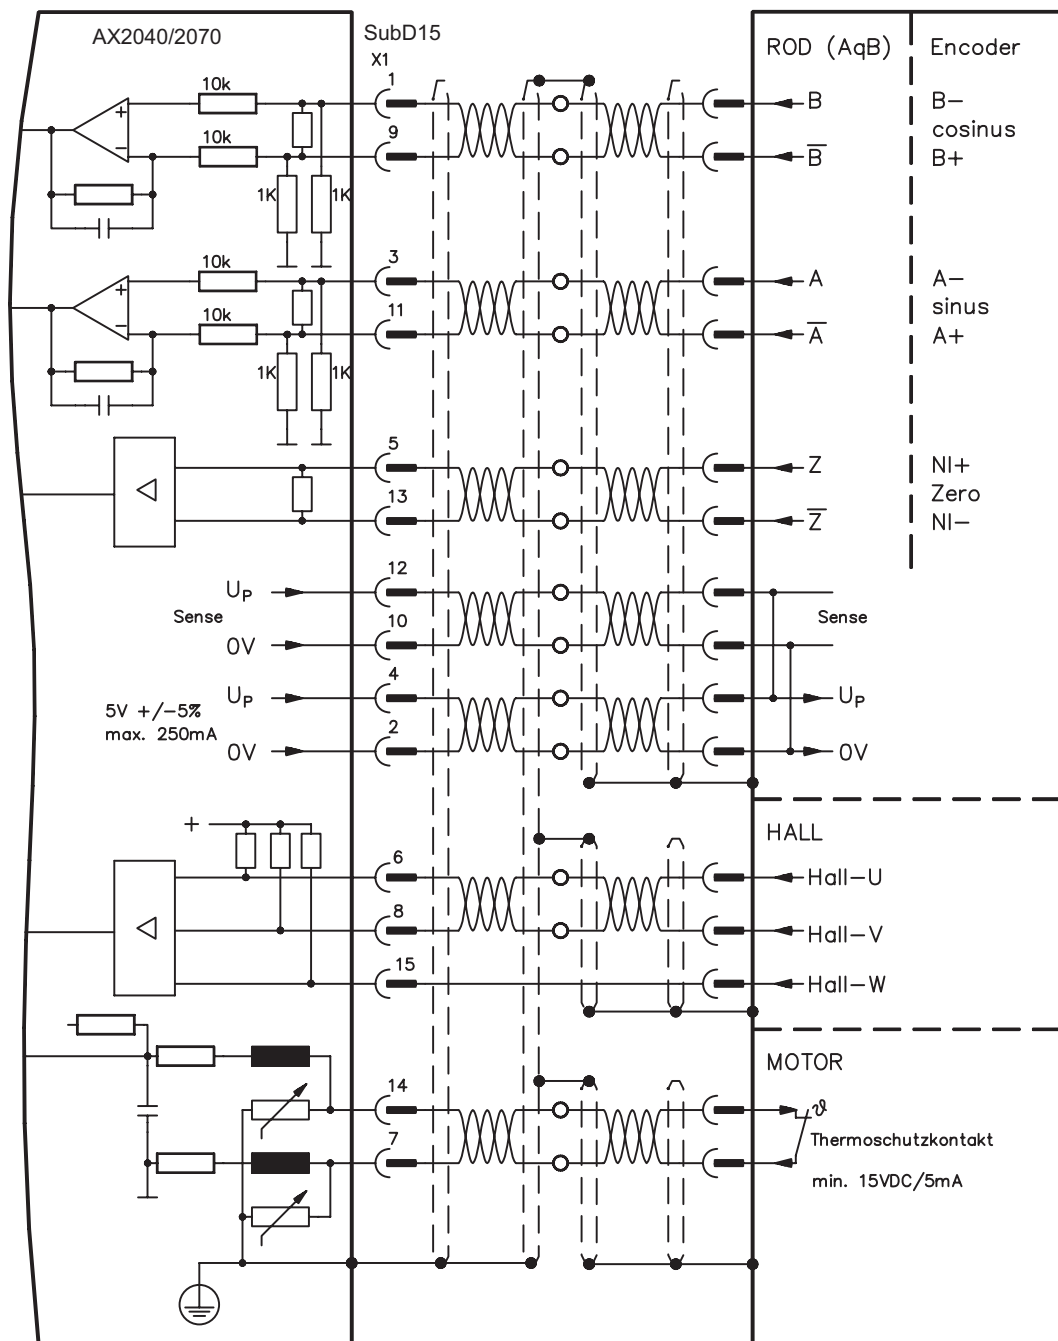 AX2040/2070
SubD15
X1
ROD (AqB)
Encoder
10k
1
B
B-
+
cosinus
10k
9
B̅
B+
-
1K
1K
10k
3
A
A-
+
sinus
10k
11
A̅
A+
-
1K
1K
5
Z
NI+
Zero
13
Z̅
NI-
UP
12
Sense
Sense
0V
10
UP
4
UP
5V +/-5%
max. 250mA
0V
2
0V
+
HALL
6
Hall-U
8
Hall-V
15
Hall-W
MOTOR
14
ϑ
Thermoschutzkontakt
7
min. 15VDC/5mA